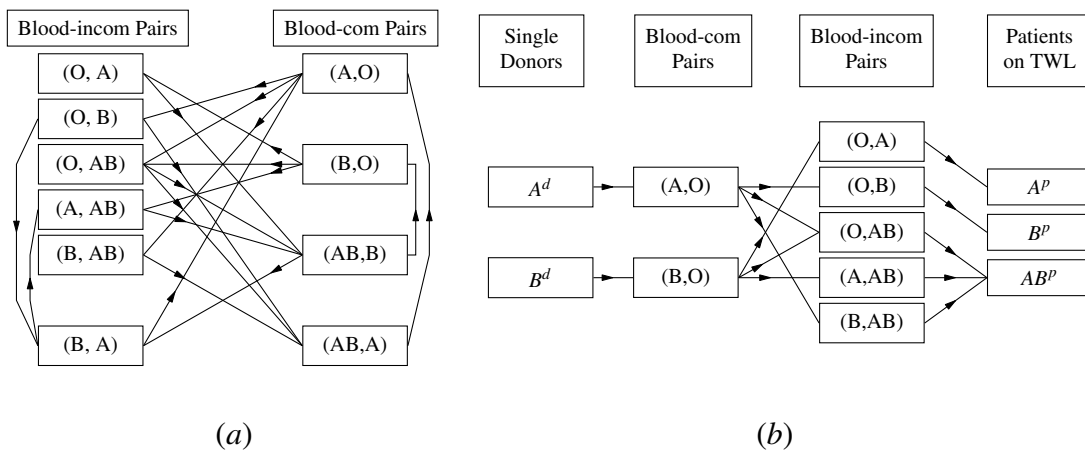 Blood-incom Pairs
Blood-com Pairs
(O, A)
(O, B)
(O, AB)
(A, AB)
(B, AB)
(B, A)
(A,O)
(B,O)
(AB,B)
(AB,A)
(a)
Single
Donors
Blood-com
Pairs
Blood-incom
Pairs
Patients
on TWL
A^d
B^d
(A,O)
(B,O)
(O,A)
(O,B)
(O,AB)
(A,AB)
(B,AB)
A^p
B^p
AB^p
(b)